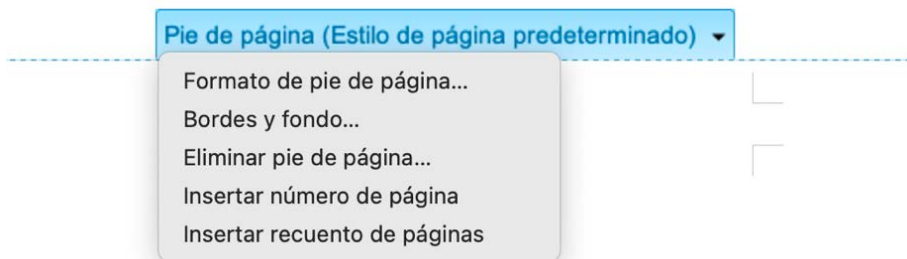 Pie de página (Estilo de página predeterminado)
Formato de pie de página...
Bordes y fondo...
Eliminar pie de página...
Insertar número de página
Insertar recuento de páginas